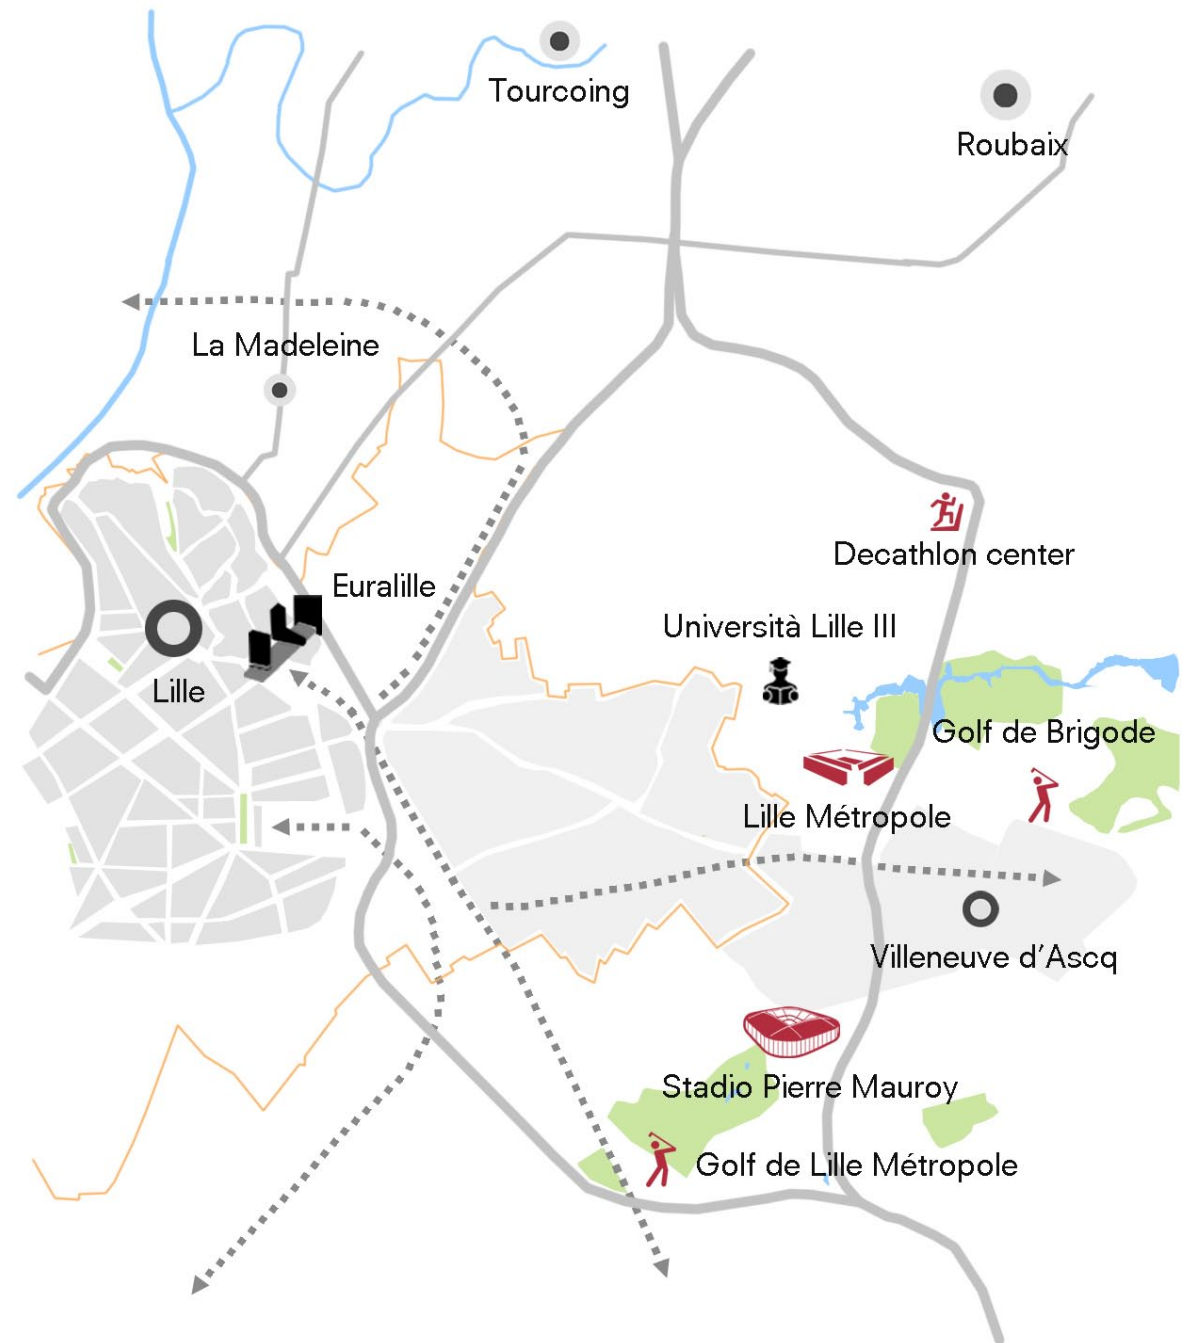 Tourcoing
Roubaix
La Madeleine
Decathlon center
Euralille
Università Lille III
Lille
Golf de Brigode
Lille Métropole
Villeneuve d'Ascq
Stadio Pierre Mauroy
Golf de Lille Métropole